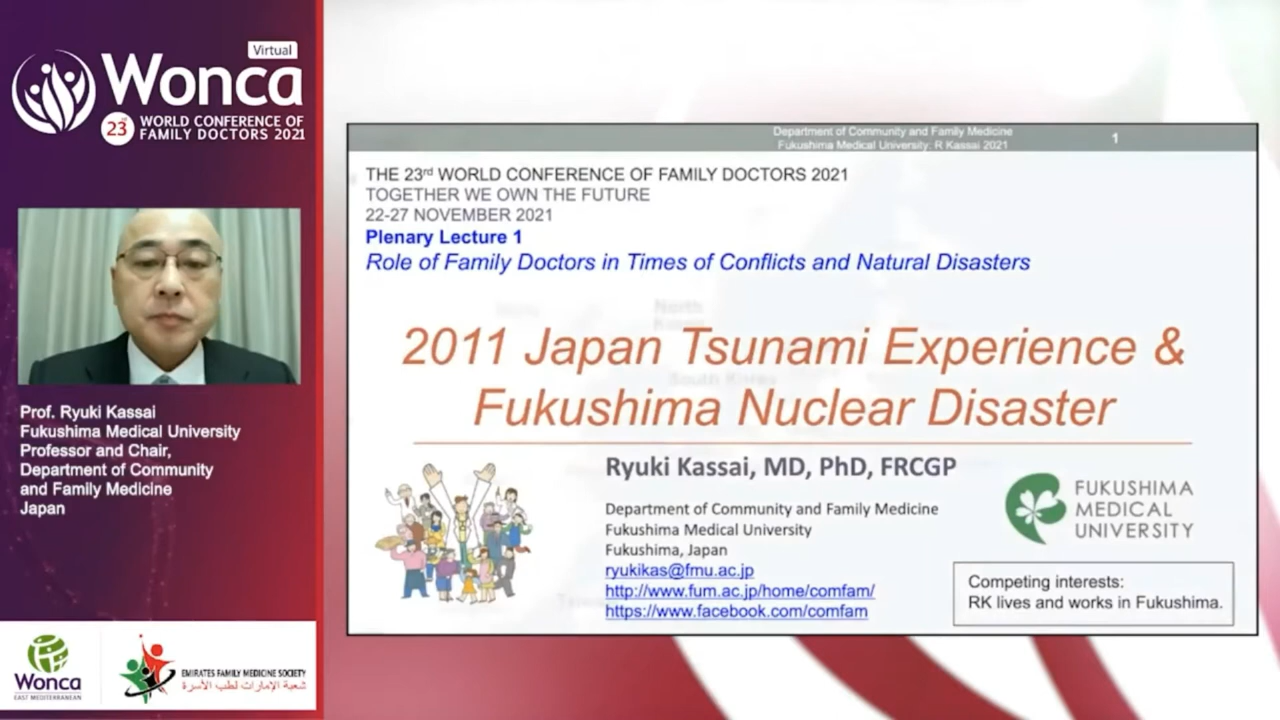 Virtual
Wonca
23rd WORLD CONFERENCE OF
FAMILY DOCTORS 2021
Prof. Ryuki Kassai
Fukushima Medical University
Professor and Chair,
Department of Community
and Family Medicine
Japan
Wonca
EAST MEDITERRANEAN
EMIRATES FAMILY MEDICINE SOCIETY
شعبة الإمارات لطب الأسرة
Department of Community and Family Medicine
Fukushima Medical University: R Kassai 2021
1
THE 23rd WORLD CONFERENCE OF FAMILY DOCTORS 2021
TOGETHER WE OWN THE FUTURE
22-27 NOVEMBER 2021
Plenary Lecture 1
Role of Family Doctors in Times of Conflicts and Natural Disasters
North
South Korea
2011 Japan Tsunami Experience &
Fukushima Nuclear Disaster
Ryuki Kassai, MD, PhD, FRCGP
Department of Community and Family Medicine
Fukushima Medical University
Fukushima, Japan
ryukikas@fmu.ac.jp
http://www.fum.ac.jp/home/comfam/
https://www.facebook.com/comfam
FUKUSHIMA
MEDICAL
UNIVERSITY
Competing interests:
RK lives and works in Fukushima.